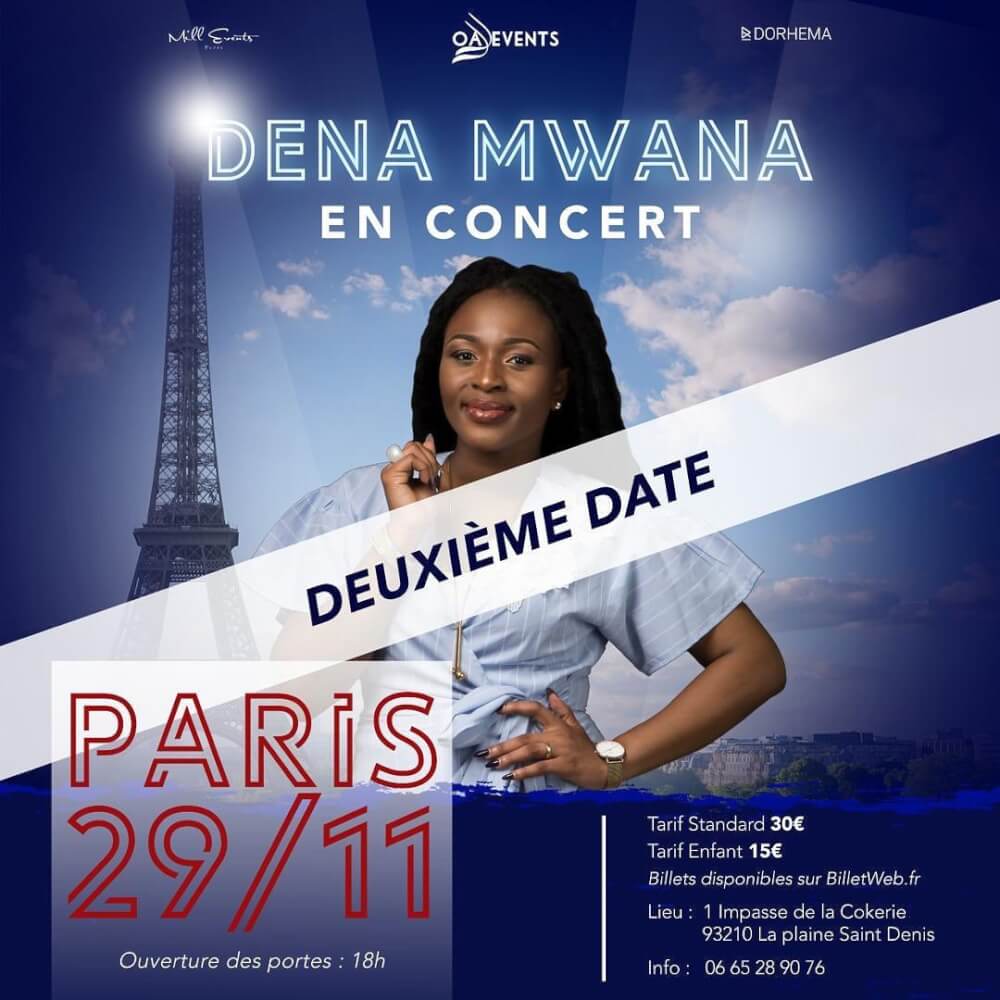 Mill Events
PARIS
OA EVENTS
DORHEMA
DENA MWANA
EN CONCERT
DEUXIÈME DATE
PARiS
29/11
Ouverture des portes : 18h
Tarif Standard 30€
Tarif Enfant 15€
Billets disponibles sur BilletWeb.fr
Lieu : 1 Impasse de la Cokerie
93210 La plaine Saint Denis
Info : 06 65 28 90 76